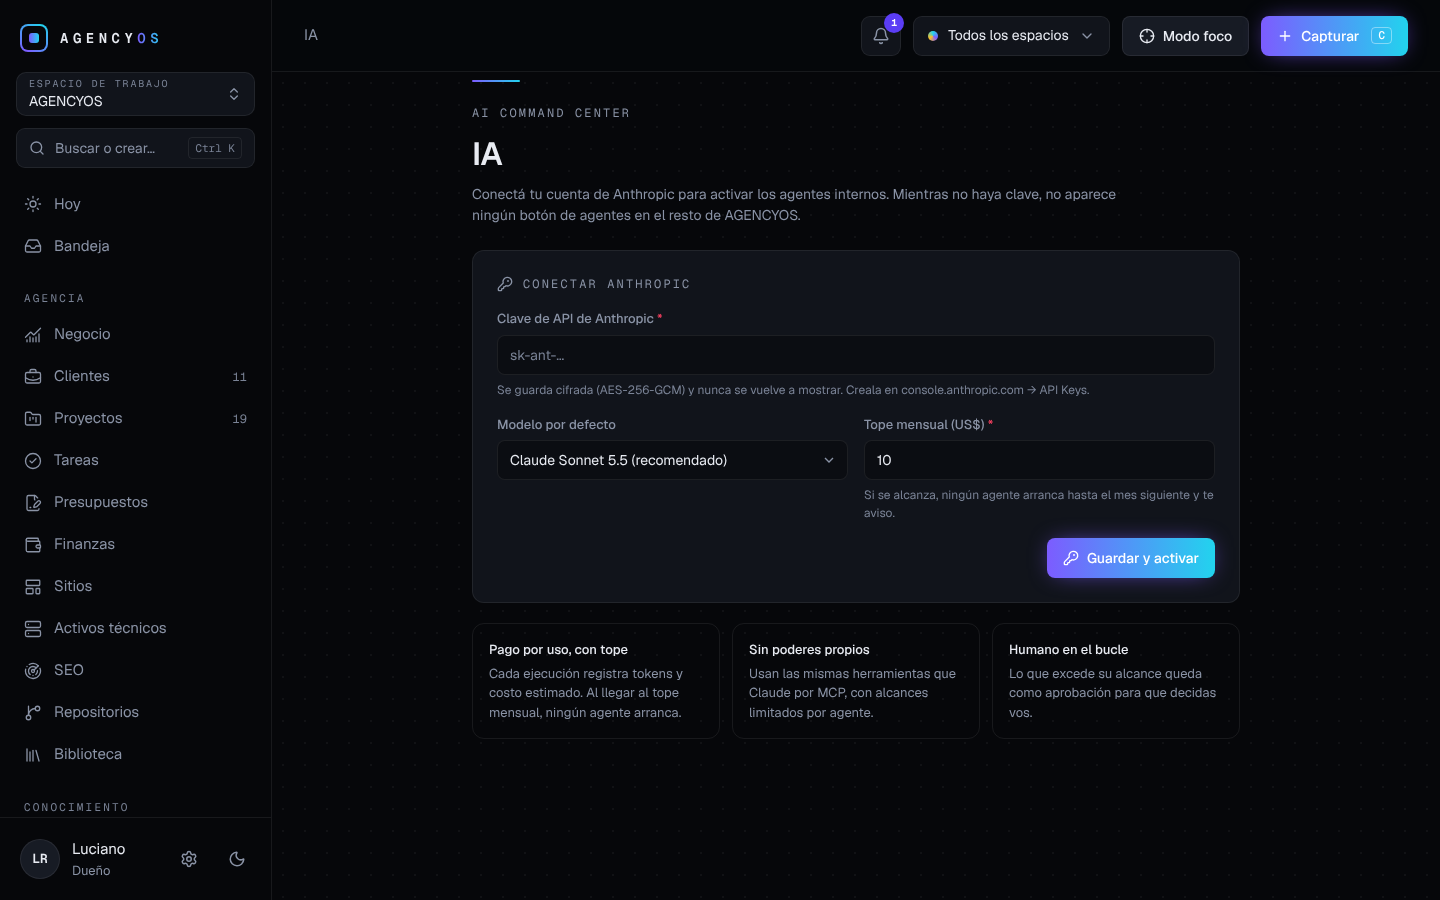 AGENCYOS
ESPACIO DE TRABAJO
AGENCYOS
Buscar o crear...
Ctrl K
Hoy
Bandeja
AGENCIA
Negocio
Clientes 11
Proyectos 19
Tareas
Presupuestos
Finanzas
Sitios
Activos técnicos
SEO
Repositorios
Biblioteca
CONOCIMIENTO
LR
Luciano
Dueño
IA
1
Todos los espacios
Modo foco
Capturar C
AI COMMAND CENTER
IA
Conectá tu cuenta de Anthropic para activar los agentes internos. Mientras no haya clave, no aparece
ningún botón de agentes en el resto de AGENCYOS.
CONECTAR ANTHROPIC
Clave de API de Anthropic *
sk-ant-...
Se guarda cifrada (AES-256-GCM) y nunca se vuelve a mostrar. Creala en console.anthropic.com → API Keys.
Modelo por defecto
Claude Sonnet 5.5 (recomendado)
Tope mensual (US$) *
10
Si se alcanza, ningún agente arranca hasta el mes siguiente y te
aviso.
Guardar y activar
Pago por uso, con tope
Cada ejecución registra tokens y
costo estimado. Al llegar al tope
mensual, ningún agente arranca.
Sin poderes propios
Usan las mismas herramientas que
Claude por MCP, con alcances
limitados por agente.
Humano en el bucle
Lo que excede su alcance queda
como aprobación para que decidas
vos.